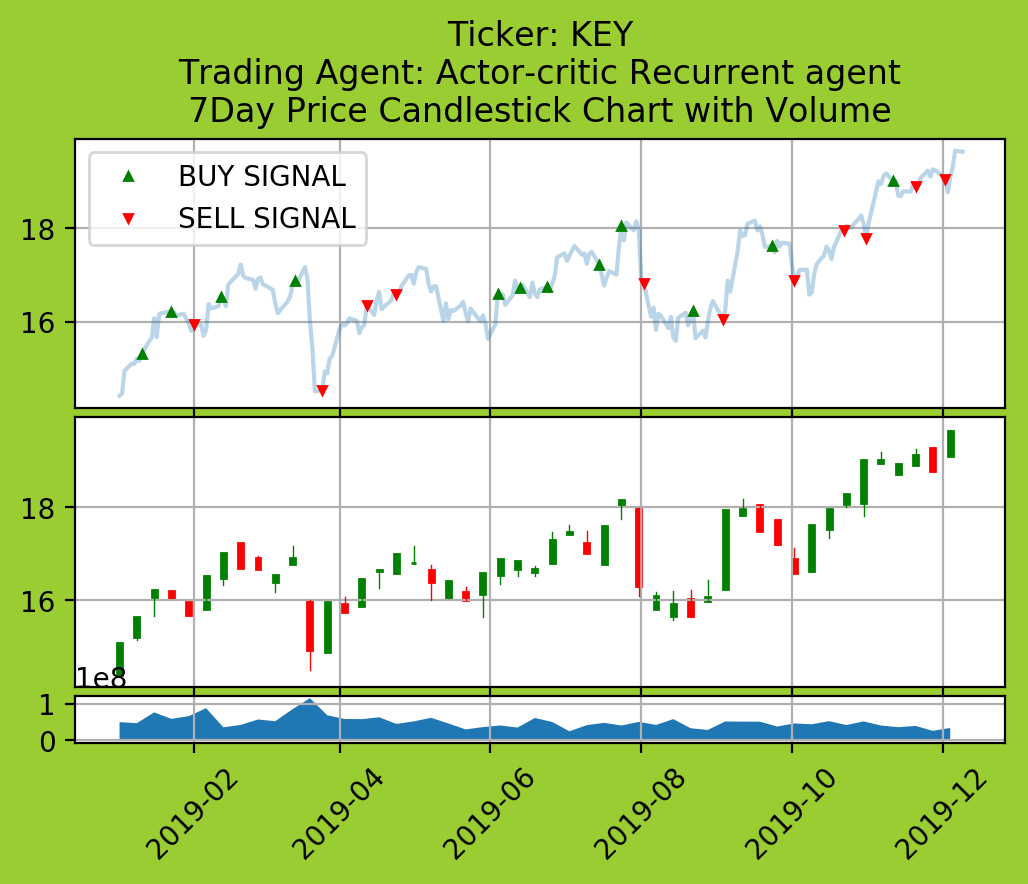 Ticker: KEY
Trading Agent: Actor-critic Recurrent agent
7Day Price Candlestick Chart with Volume
BUY SIGNAL
SELL SIGNAL
18
16
18
16
1e8
1
0
2019-02
2019-04
2019-06
2019-08
2019-10
2019-12